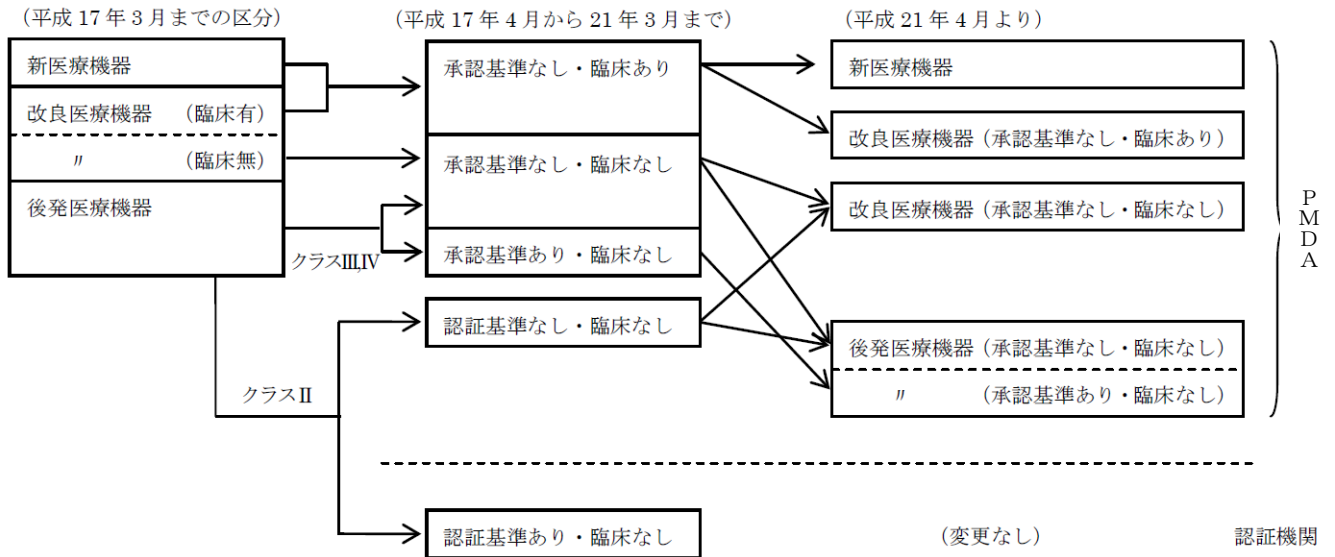 （平成 17 年 3 月までの区分）
（平成 17 年 4 月から 21 年 3 月まで）
（平成 21 年 4 月より）
新医療機器
改良医療機器　（臨床有）
〃　（臨床無）
後発医療機器
クラスⅢ,Ⅳ
クラスⅡ
承認基準なし・臨床あり
承認基準なし・臨床なし
承認基準あり・臨床なし
認証基準なし・臨床なし
認証基準あり・臨床なし
新医療機器
改良医療機器（承認基準なし・臨床あり）
改良医療機器（承認基準なし・臨床なし）
後発医療機器（承認基準なし・臨床なし）
〃　（承認基準あり・臨床なし）
（変更なし）
PMDA
認証機関